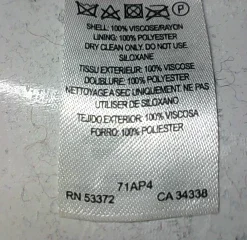 P
SHELL: 100% VISCOSE/RAYON
LINING: 100% POLYESTER
DRY CLEAN ONLY. DO NOT USE
SILOXANE
TISSU EXTERIEUR: 100% VISCOSE
DOUBLURE: 100% POLYESTER
NETTOYAGE A SEC UNIQUEMENT. NE PAS
UTILISER DE SILOXANO
TEJIDO EXTERIOR: 100% VISCOSA
FORRO: 100% POLIESTER
71AP4
RN 53372 CA 34338